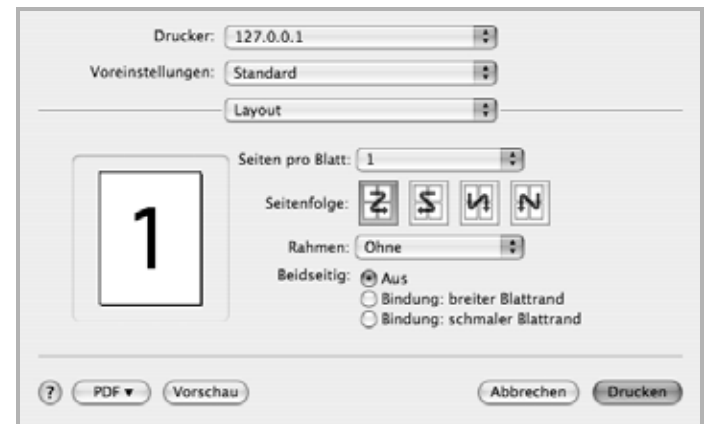 Drucker: 127.0.0.1
Voreinstellungen: Standard
Layout
Seiten pro Blatt: 1
Seitenfolge:
1
Rahmen: Ohne
Beidseitig: Aus
Bindung: breiter Blattrand
Bindung: schmaler Blattrand
? PDF ▼ Vorschau Abbrechen Drucken